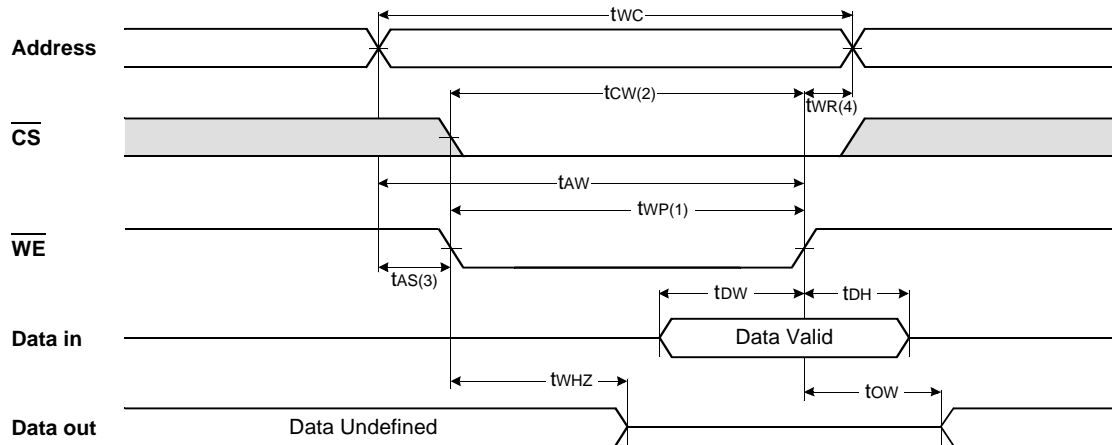 tWC
Address
tCW(2)
tWR(4)
CS
tAW
tWP(1)
WE
tAS(3)
tDW
tDH
Data in
Data Valid
tWHZ
tOW
Data out
Data Undefined